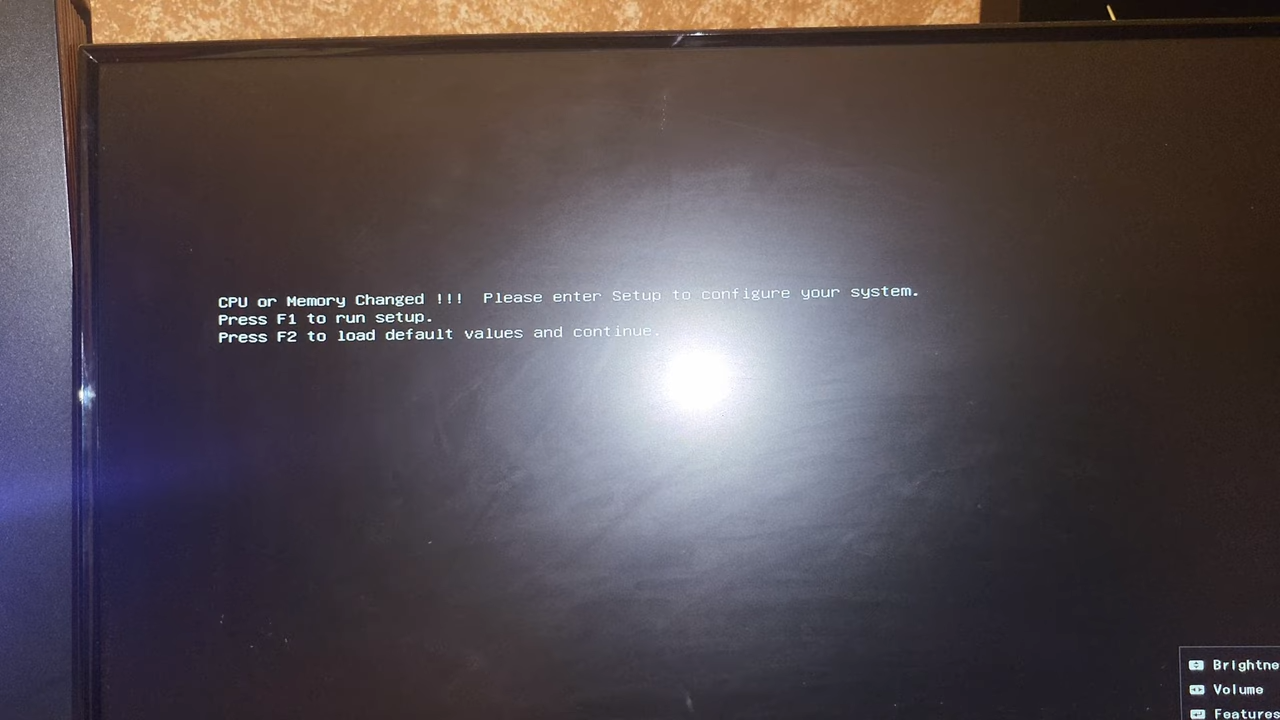 CPU or Memory Changed !!!  Please enter Setup to configure your system.
Press F1 to run setup.
Press F2 to load default values and continue.
Volume
Features